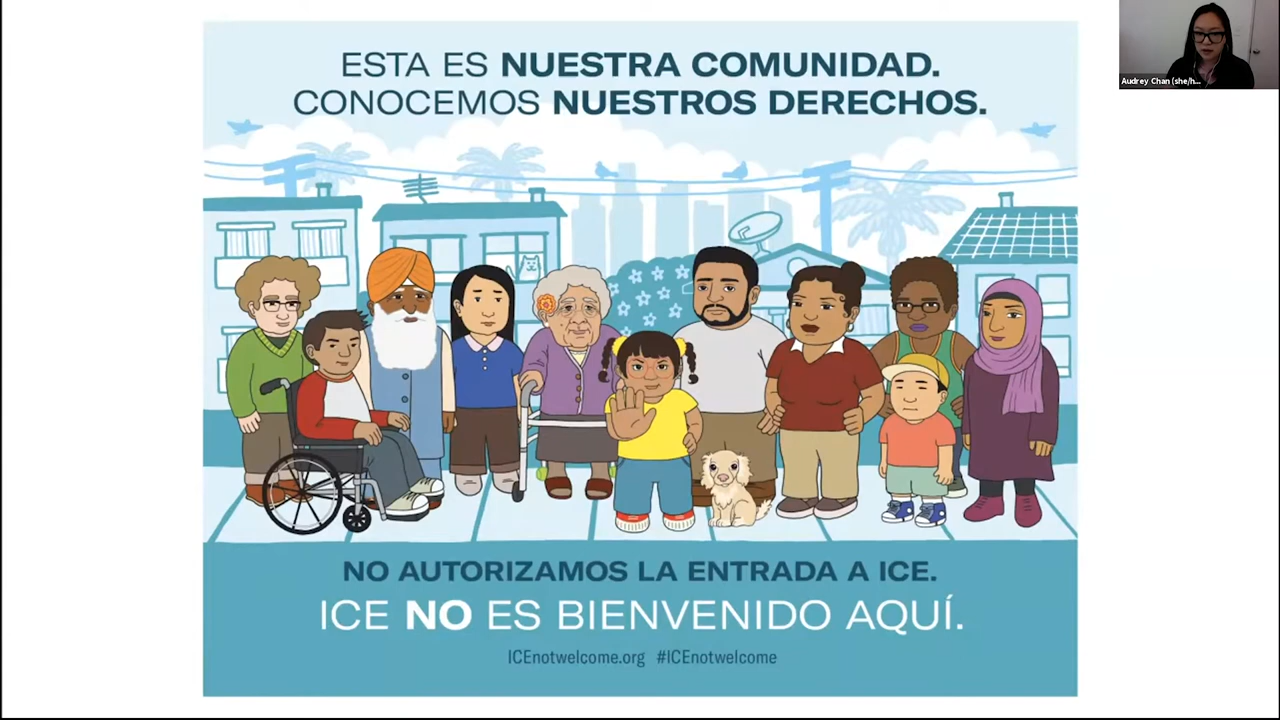 ESTA ES NUESTRA COMUNIDAD.
CONOCEMOS NUESTROS DERECHOS.
Audrey Chan (she/h...
NO AUTORIZAMOS LA ENTRADA A ICE.
ICE NO ES BIENVENIDO AQUÍ.
ICEnotwelcome.org #ICEnotwelcome